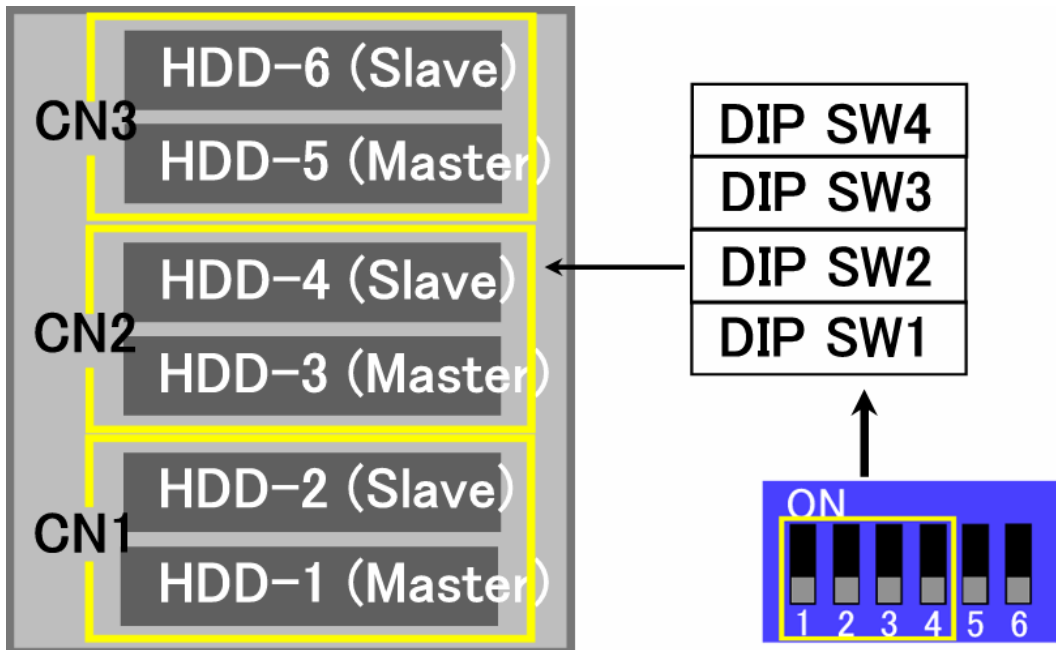 CN3
HDD-6 (Slave)
HDD-5 (Master)
CN2
HDD-4 (Slave)
HDD-3 (Master)
CN1
HDD-2 (Slave)
HDD-1 (Master)
DIP SW4
DIP SW3
DIP SW2
DIP SW1
ON
1 2 3 4 5 6